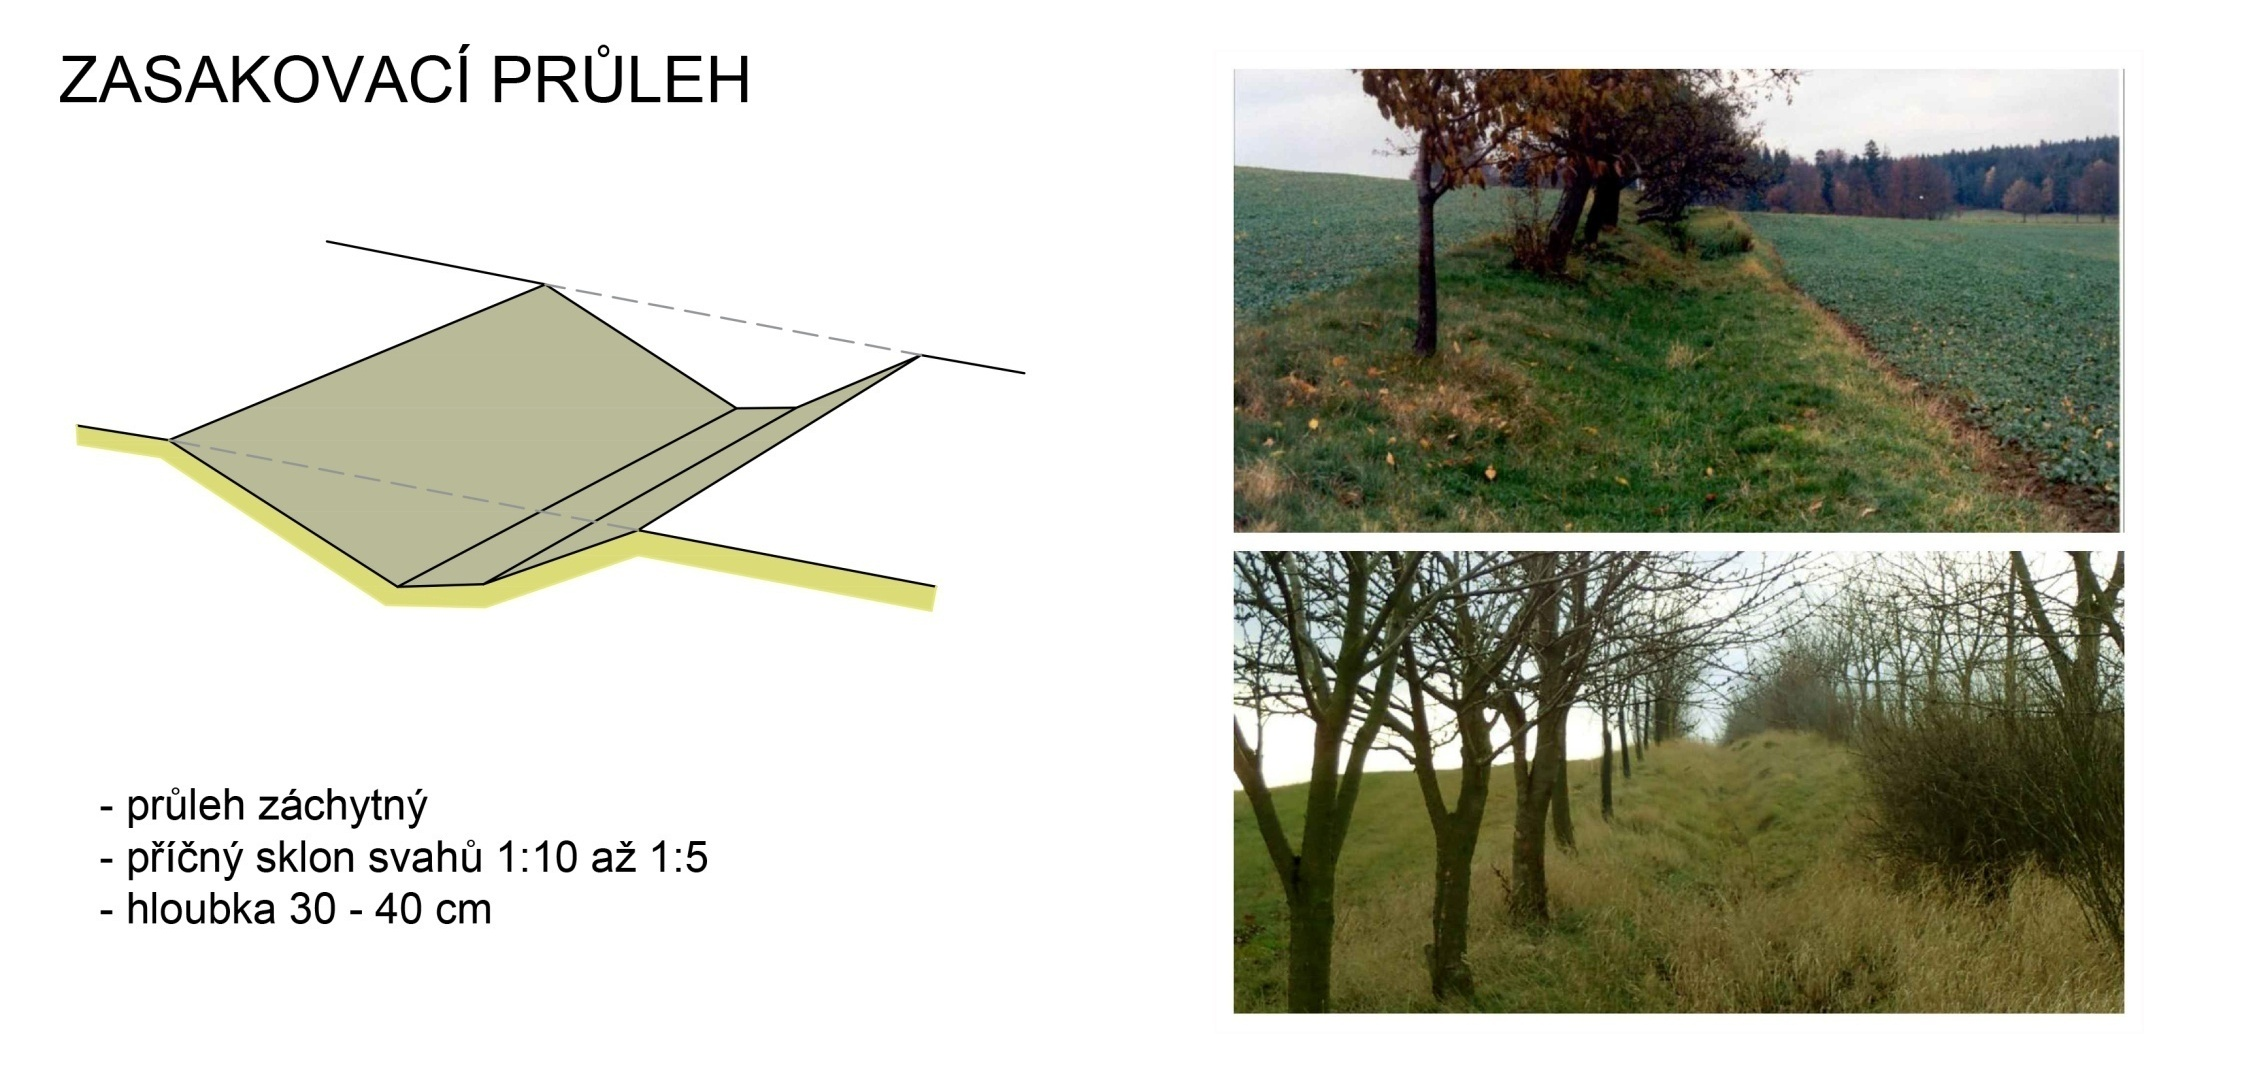 ZASAKOVACÍ PRŮLEH
- průleh záchytný
- příčný sklon svahů 1:10 až 1:5
- hloubka 30 - 40 cm